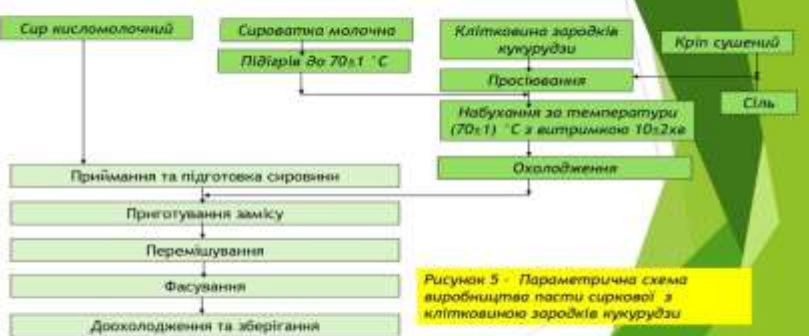 Сир кисломолочний
Сироватка молочна
Клітковина зародків
кукурудзи
Кріп сушений
Підігрів до 70±1 °С
Просіювання
Сіль
Набухання за температури
(70±1) °С з витримкою 10±2хв
Охолодження
Приймання та підготовка сировини
Приготування замісу
Перемішування
Фасування
Доохолодження та зберігання
Рисунок 5 - Параметрична схема
виробництва пасти сиркової з
клітковиною зародків кукурудзи